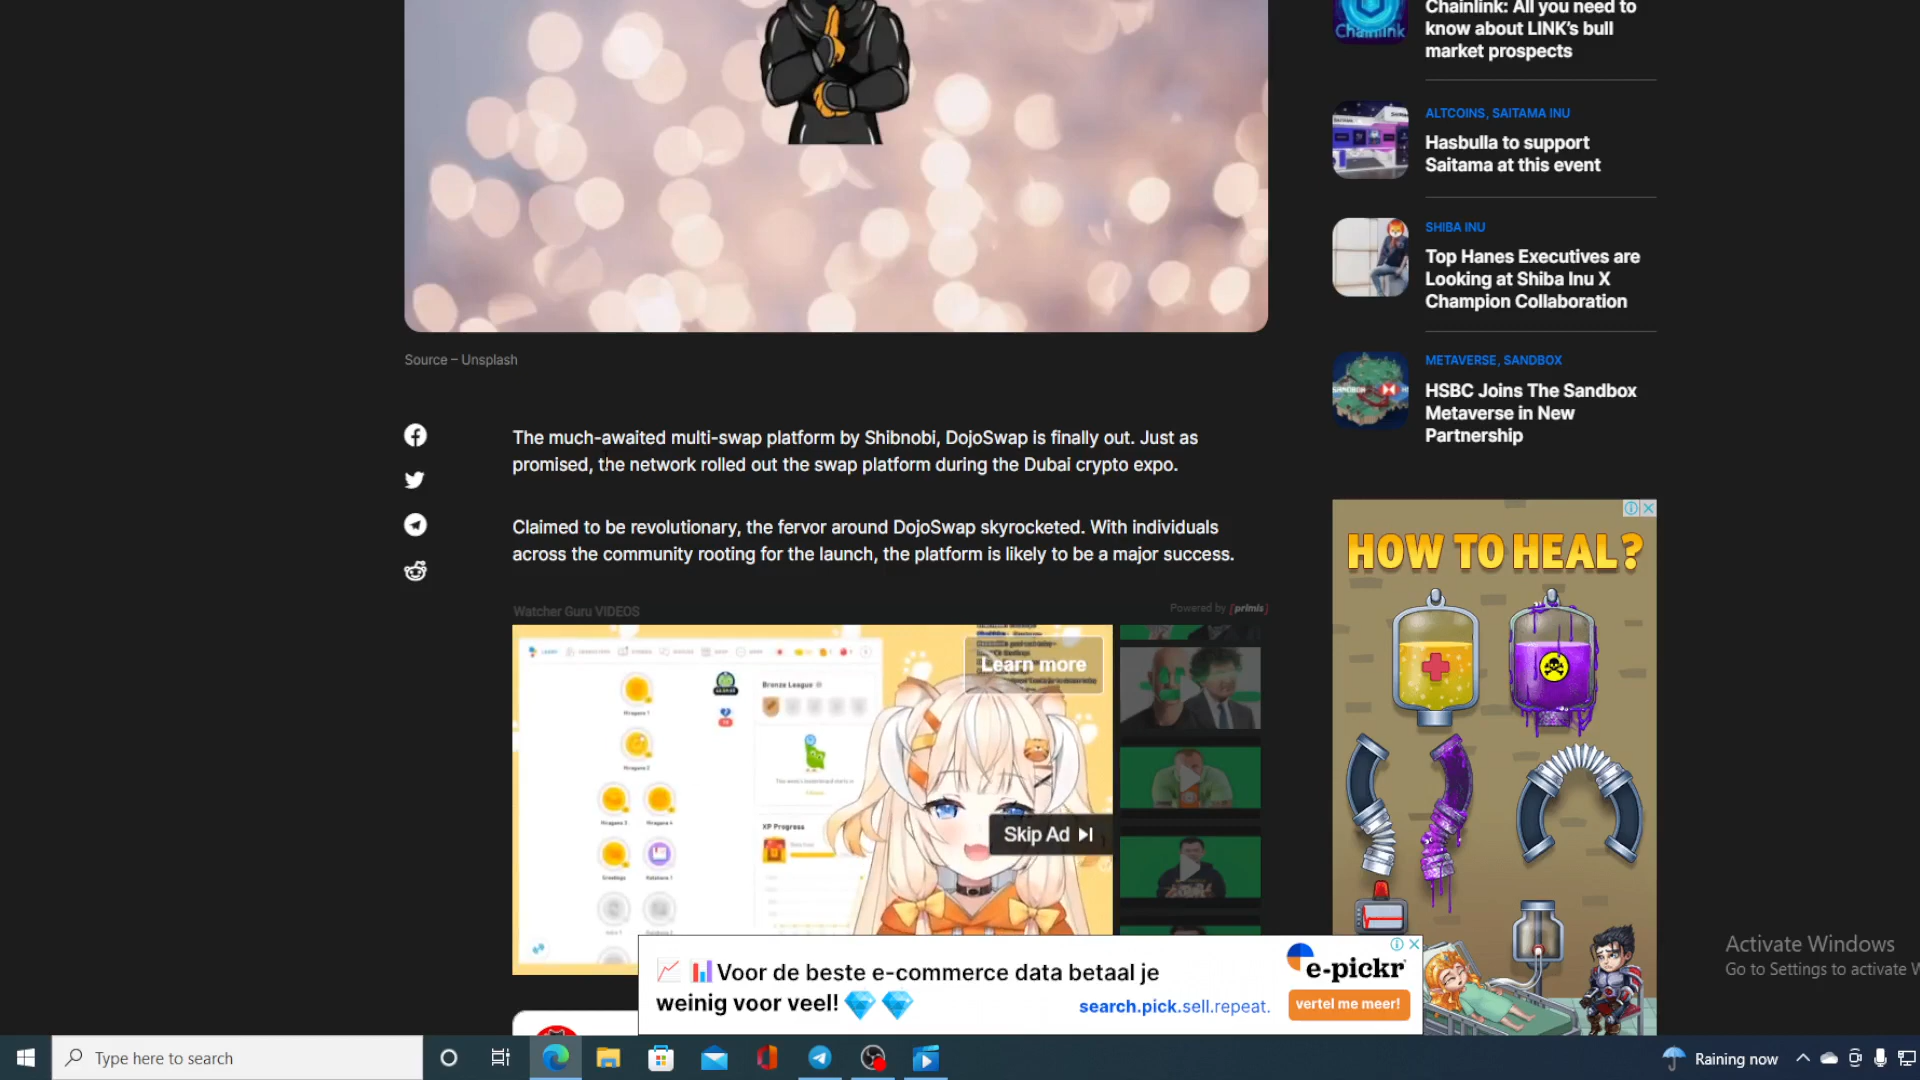 Chainlink: All you need to
know about LINK's bull
market prospects
Chainlink
ALTCOINS, SAITAMA INU
Hasbulla to support
Saitama at this event
SHIBA INU
Top Hanes Executives are
Looking at Shiba Inu X
Champion Collaboration
METAVERSE, SANDBOX
HSBC Joins The Sandbox
Metaverse in New
Partnership
Source – Unsplash
The much-awaited multi-swap platform by Shibnobi, DojoSwap is finally out. Just as
promised, the network rolled out the swap platform during the Dubai crypto expo.
Claimed to be revolutionary, the fervor around DojoSwap skyrocketed. With individuals
across the community rooting for the launch, the platform is likely to be a major success.
Watcher Guru VIDEOS
Powered by [primis]
Learn more
Bronze League
XP Progress
Skip Ad
HOW TO HEAL?
Voor de beste e-commerce data betaal je
weinig voor veel!
search.pick.sell.repeat.
e-pickr
vertel me meer!
Activate Windows
Go to Settings to activate W
Type here to search
Raining now